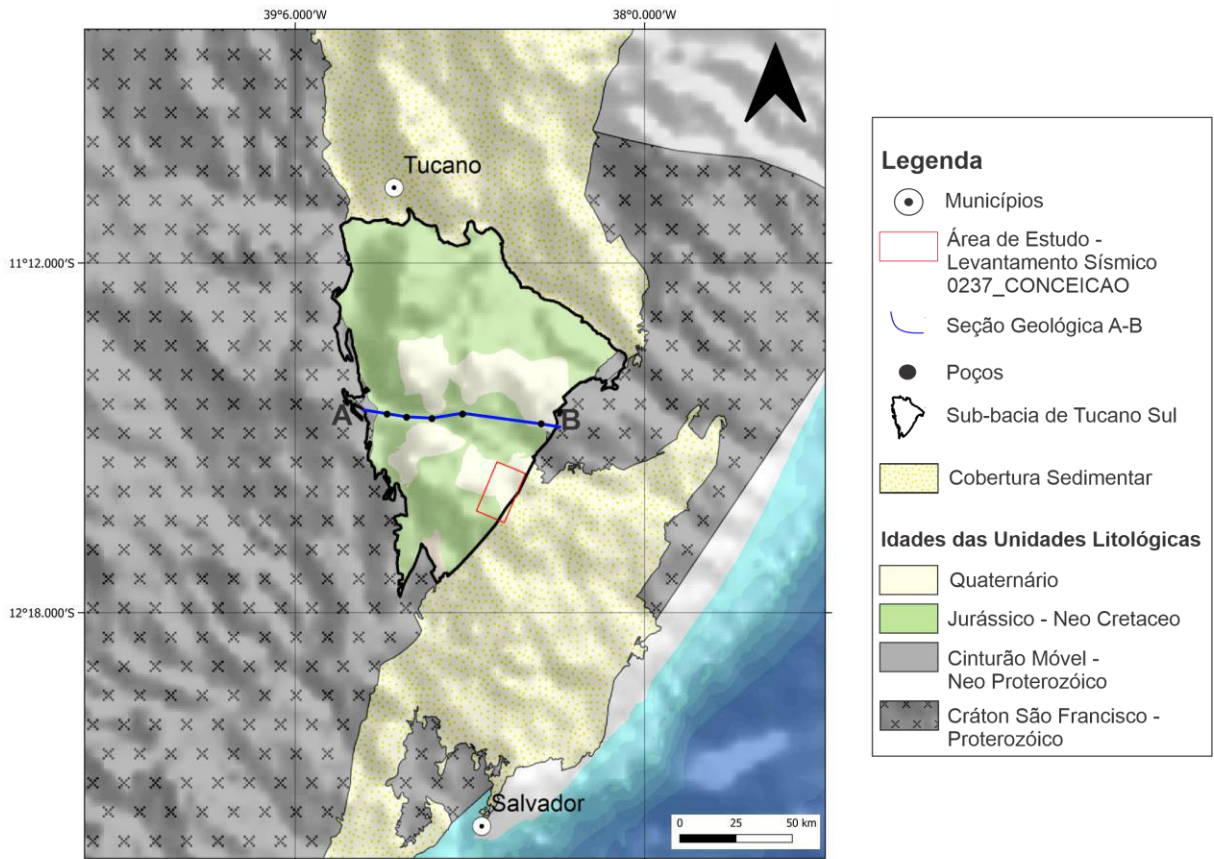 39°6.000'W
38°0.000'W
Tucano
11°12.000'S
A
B
12°18.000'S
Salvador
0 25 50 km
Legenda
Municípios
Área de Estudo -
Levantamento Sísmico
0237_CONCEICAO
Seção Geológica A-B
Poços
Sub-bacia de Tucano Sul
Cobertura Sedimentar
Idades das Unidades Litológicas
Quaternário
Jurássico - Neo Cretaceo
Cinturão Móvel -
Neo Proterozóico
Cráton São Francisco -
Proterozóico